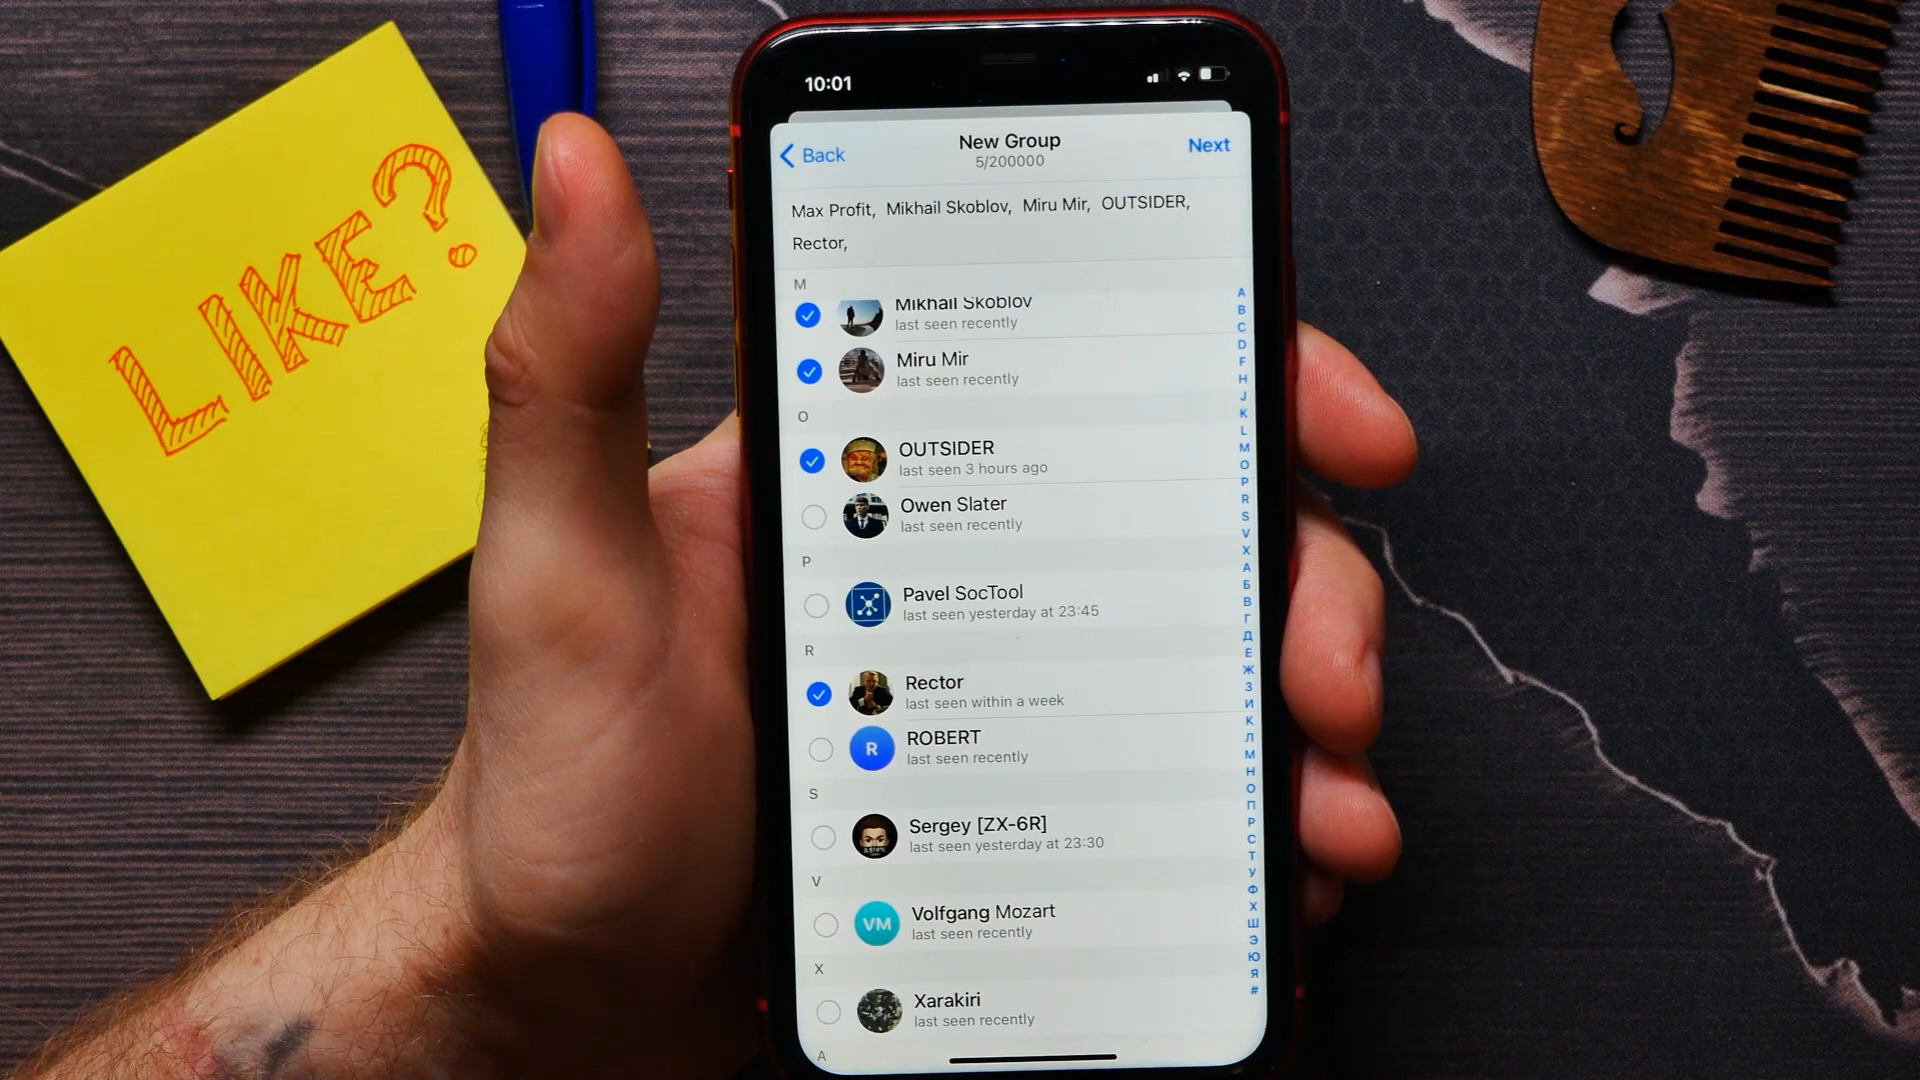 LIKE?
10:01
Back
New Group
Next
5/200000
Max Profit, Mikhail Skoblov, Miru Mir, OUTSIDER,
Rector,
M
Mikhail Skoblov
last seen recently
Miru Mir
last seen recently
O
OUTSIDER
last seen 3 hours ago
Owen Slater
last seen recently
P
Pavel SocTool
last seen yesterday at 23:45
R
Rector
last seen within a week
R
ROBERT
last seen recently
S
Sergey [ZX-6R]
last seen yesterday at 23:30
V
VM
Volfgang Mozart
last seen recently
X
Xarakiri
last seen recently
A
A
B
C
D
F
H
J
K
L
M
O
P
R
S
V
X
А
Б
В
Г
Д
Е
Ж
З
И
К
Л
М
Н
О
П
Р
С
Т
У
Ф
Х
Ш
Э
Ю
Я
#